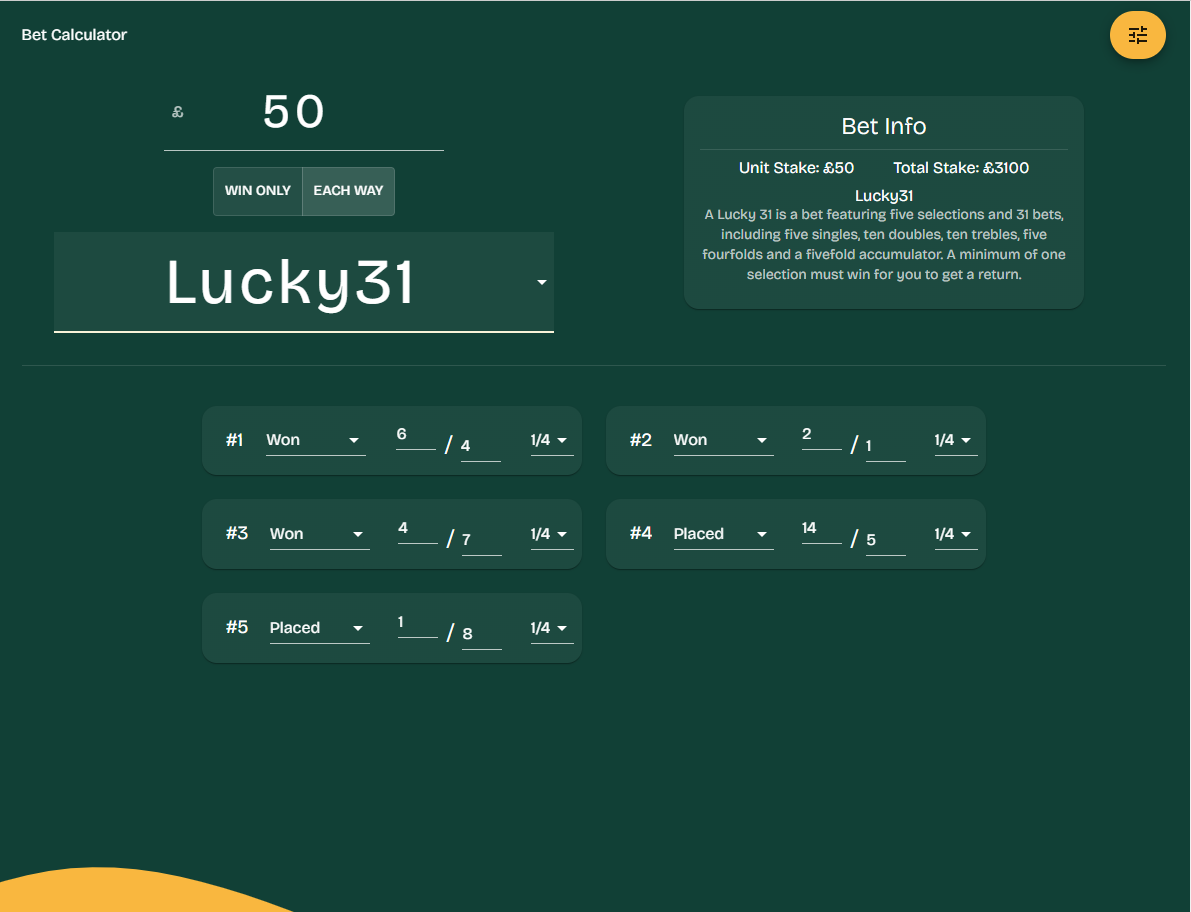 Bet Calculator
£ 50
WIN ONLY EACH WAY
Lucky31
Bet Info
Unit Stake: £50 Total Stake: £3100
Lucky31
A Lucky 31 is a bet featuring five selections and 31 bets,
including five singles, ten doubles, ten trebles, five
fourfolds and a fivefold accumulator. A minimum of one
selection must win for you to get a return.
#1 Won 6 / 4 1/4
#2 Won 2 / 1 1/4
#3 Won 4 / 7 1/4
#4 Placed 14 / 5 1/4
#5 Placed 1 / 8 1/4